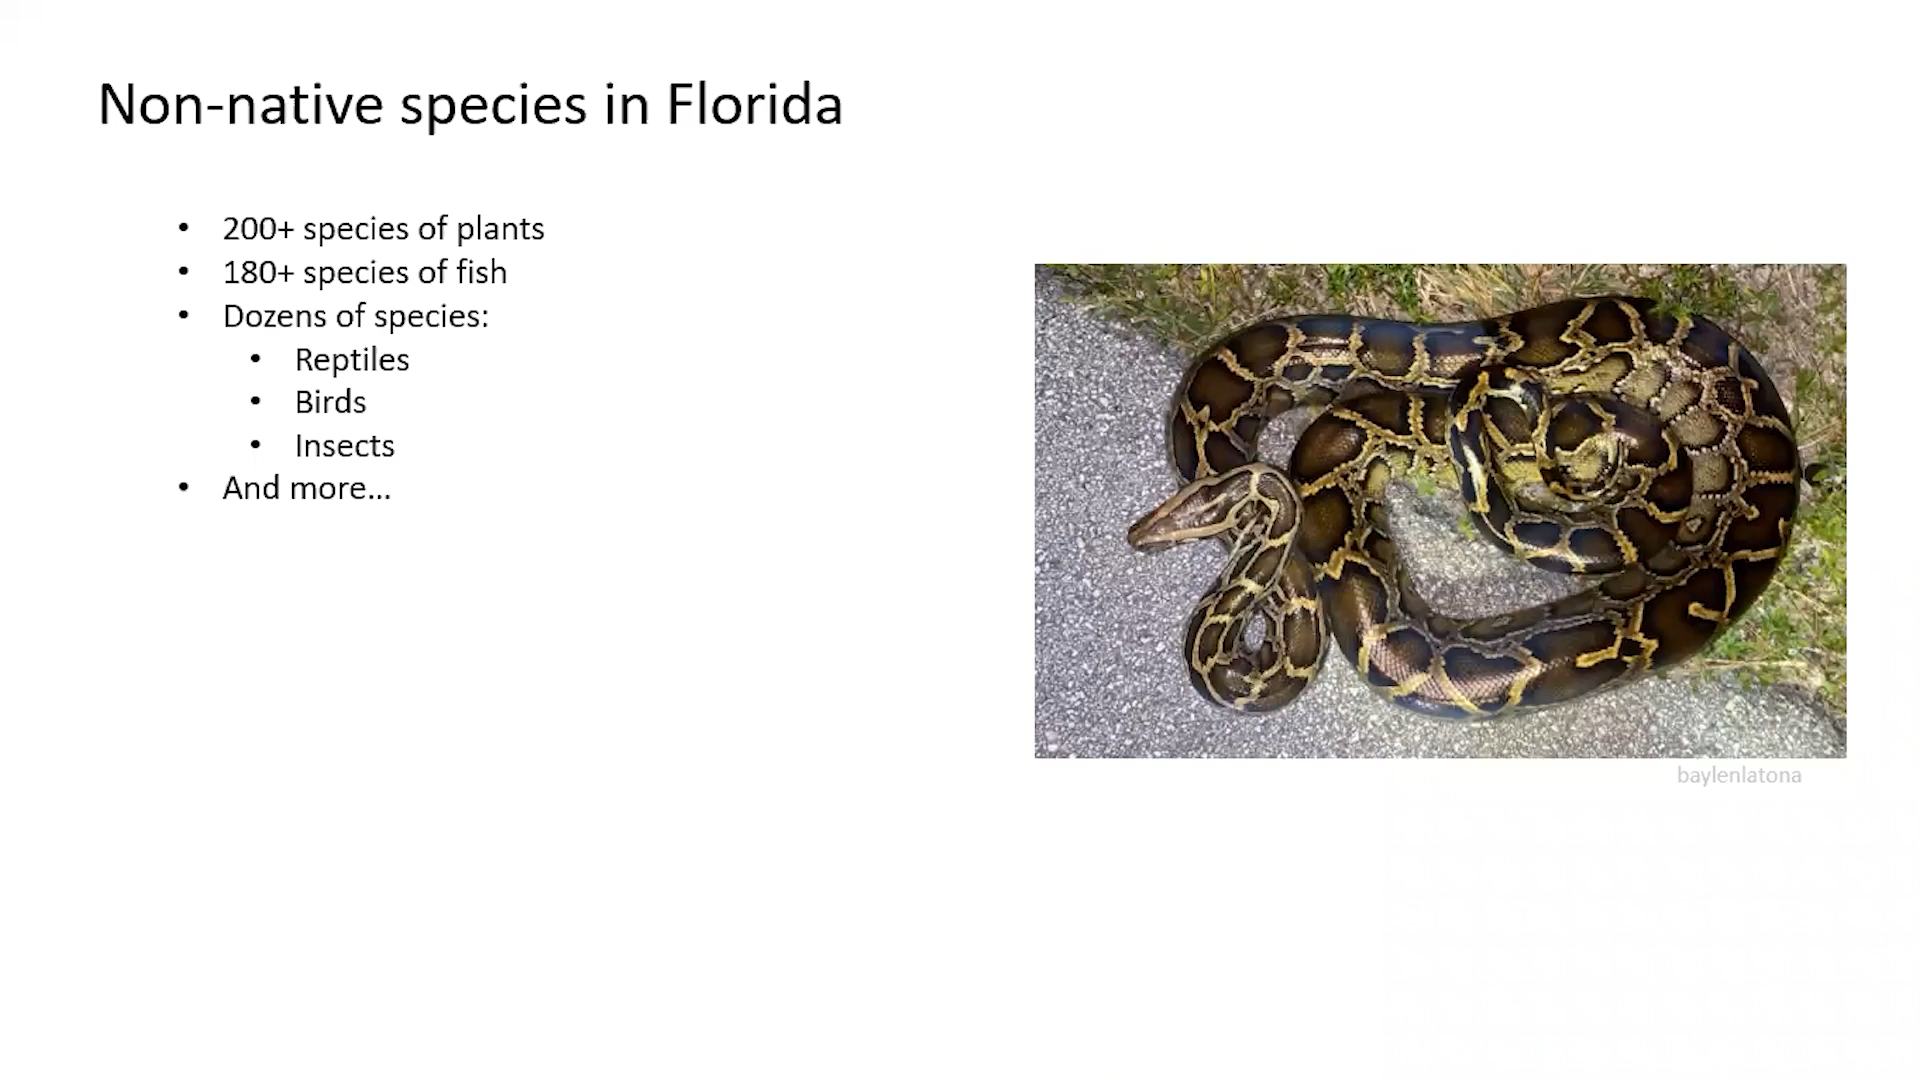 Non-native species in Florida
• 200+ species of plants
• 180+ species of fish
• Dozens of species:
• Reptiles
• Birds
• Insects
• And more...
baylenlatona